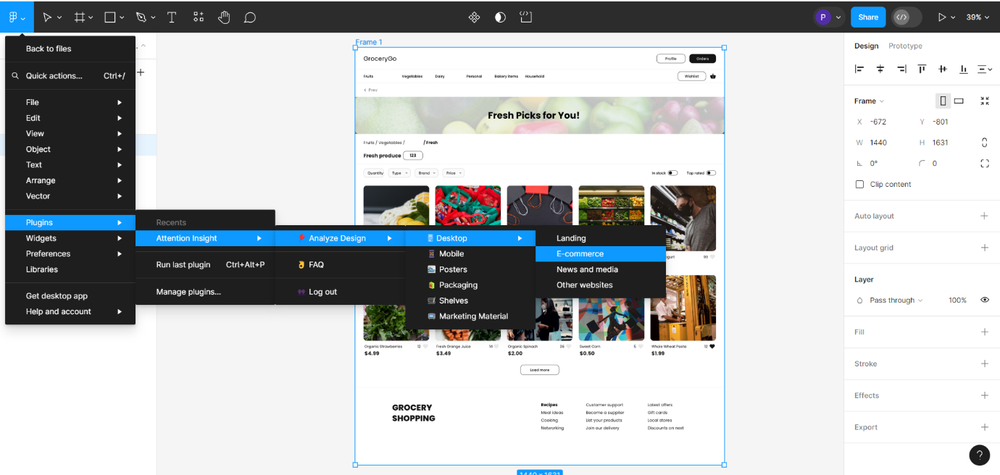 P
Share
39%
Back to files
Quick actions... Ctrl+/
File
Edit
View
Object
Text
Arrange
Vector
Plugins
Widgets
Preferences
Libraries
Get desktop app
Help and account
Recents
Attention Insight
Run last plugin Ctrl+Alt+P
Manage plugins...
Analyze Design
FAQ
Log out
Desktop
Mobile
Posters
Packaging
Shelves
Marketing Material
Landing
E-commerce
News and media
Other websites
Frame 1
GroceryGo
Profile
Orders
Fruits Vegetables Dairy Personal Bakery items Household
Wishlist
< Prev
Fresh Picks for You!
Fruits / Vegetables / / Fresh
Fresh produce 123
Quantity Type Brand Price
In stock Top rated
93
Organic Strawberries 12
$4.99
Fresh Orange Juice 14
$3.49
Organic Spinach 26
$2.00
Sweet Corn 5
$0.50
Whole Wheat Pasta 12
$1.99
Load more
GROCERY
SHOPPING
Recipes
Meal ideas
Cooking
Networking
Customer support
Become a supplier
List your products
Join our delivery
Latest offers
Gift cards
Local stores
Discounts on next
1440 × 1631
Design Prototype
Frame
X -672 Y -801
W 1440 H 1631
0° 0
Clip content
Auto layout
Layout grid
Layer
Pass through 100%
Fill
Stroke
Effects
Export
?